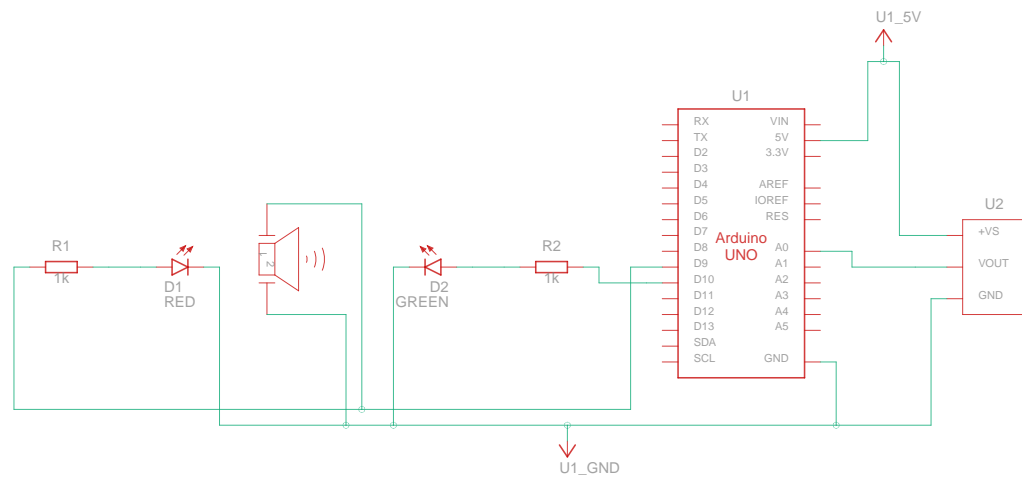 U1_5V
U1
RX
TX
D2
D3
D4
D5
D6
D7
D8
D9
D10
D11
D12
D13
SDA
SCL
VIN
5V
3.3V
AREF
IOREF
RES
A0
A1
A2
A3
A4
A5
GND
Arduino
UNO
U2
+VS
VOUT
GND
R1
1k
D1
RED
1
2
D2
GREEN
R2
1k
U1_GND